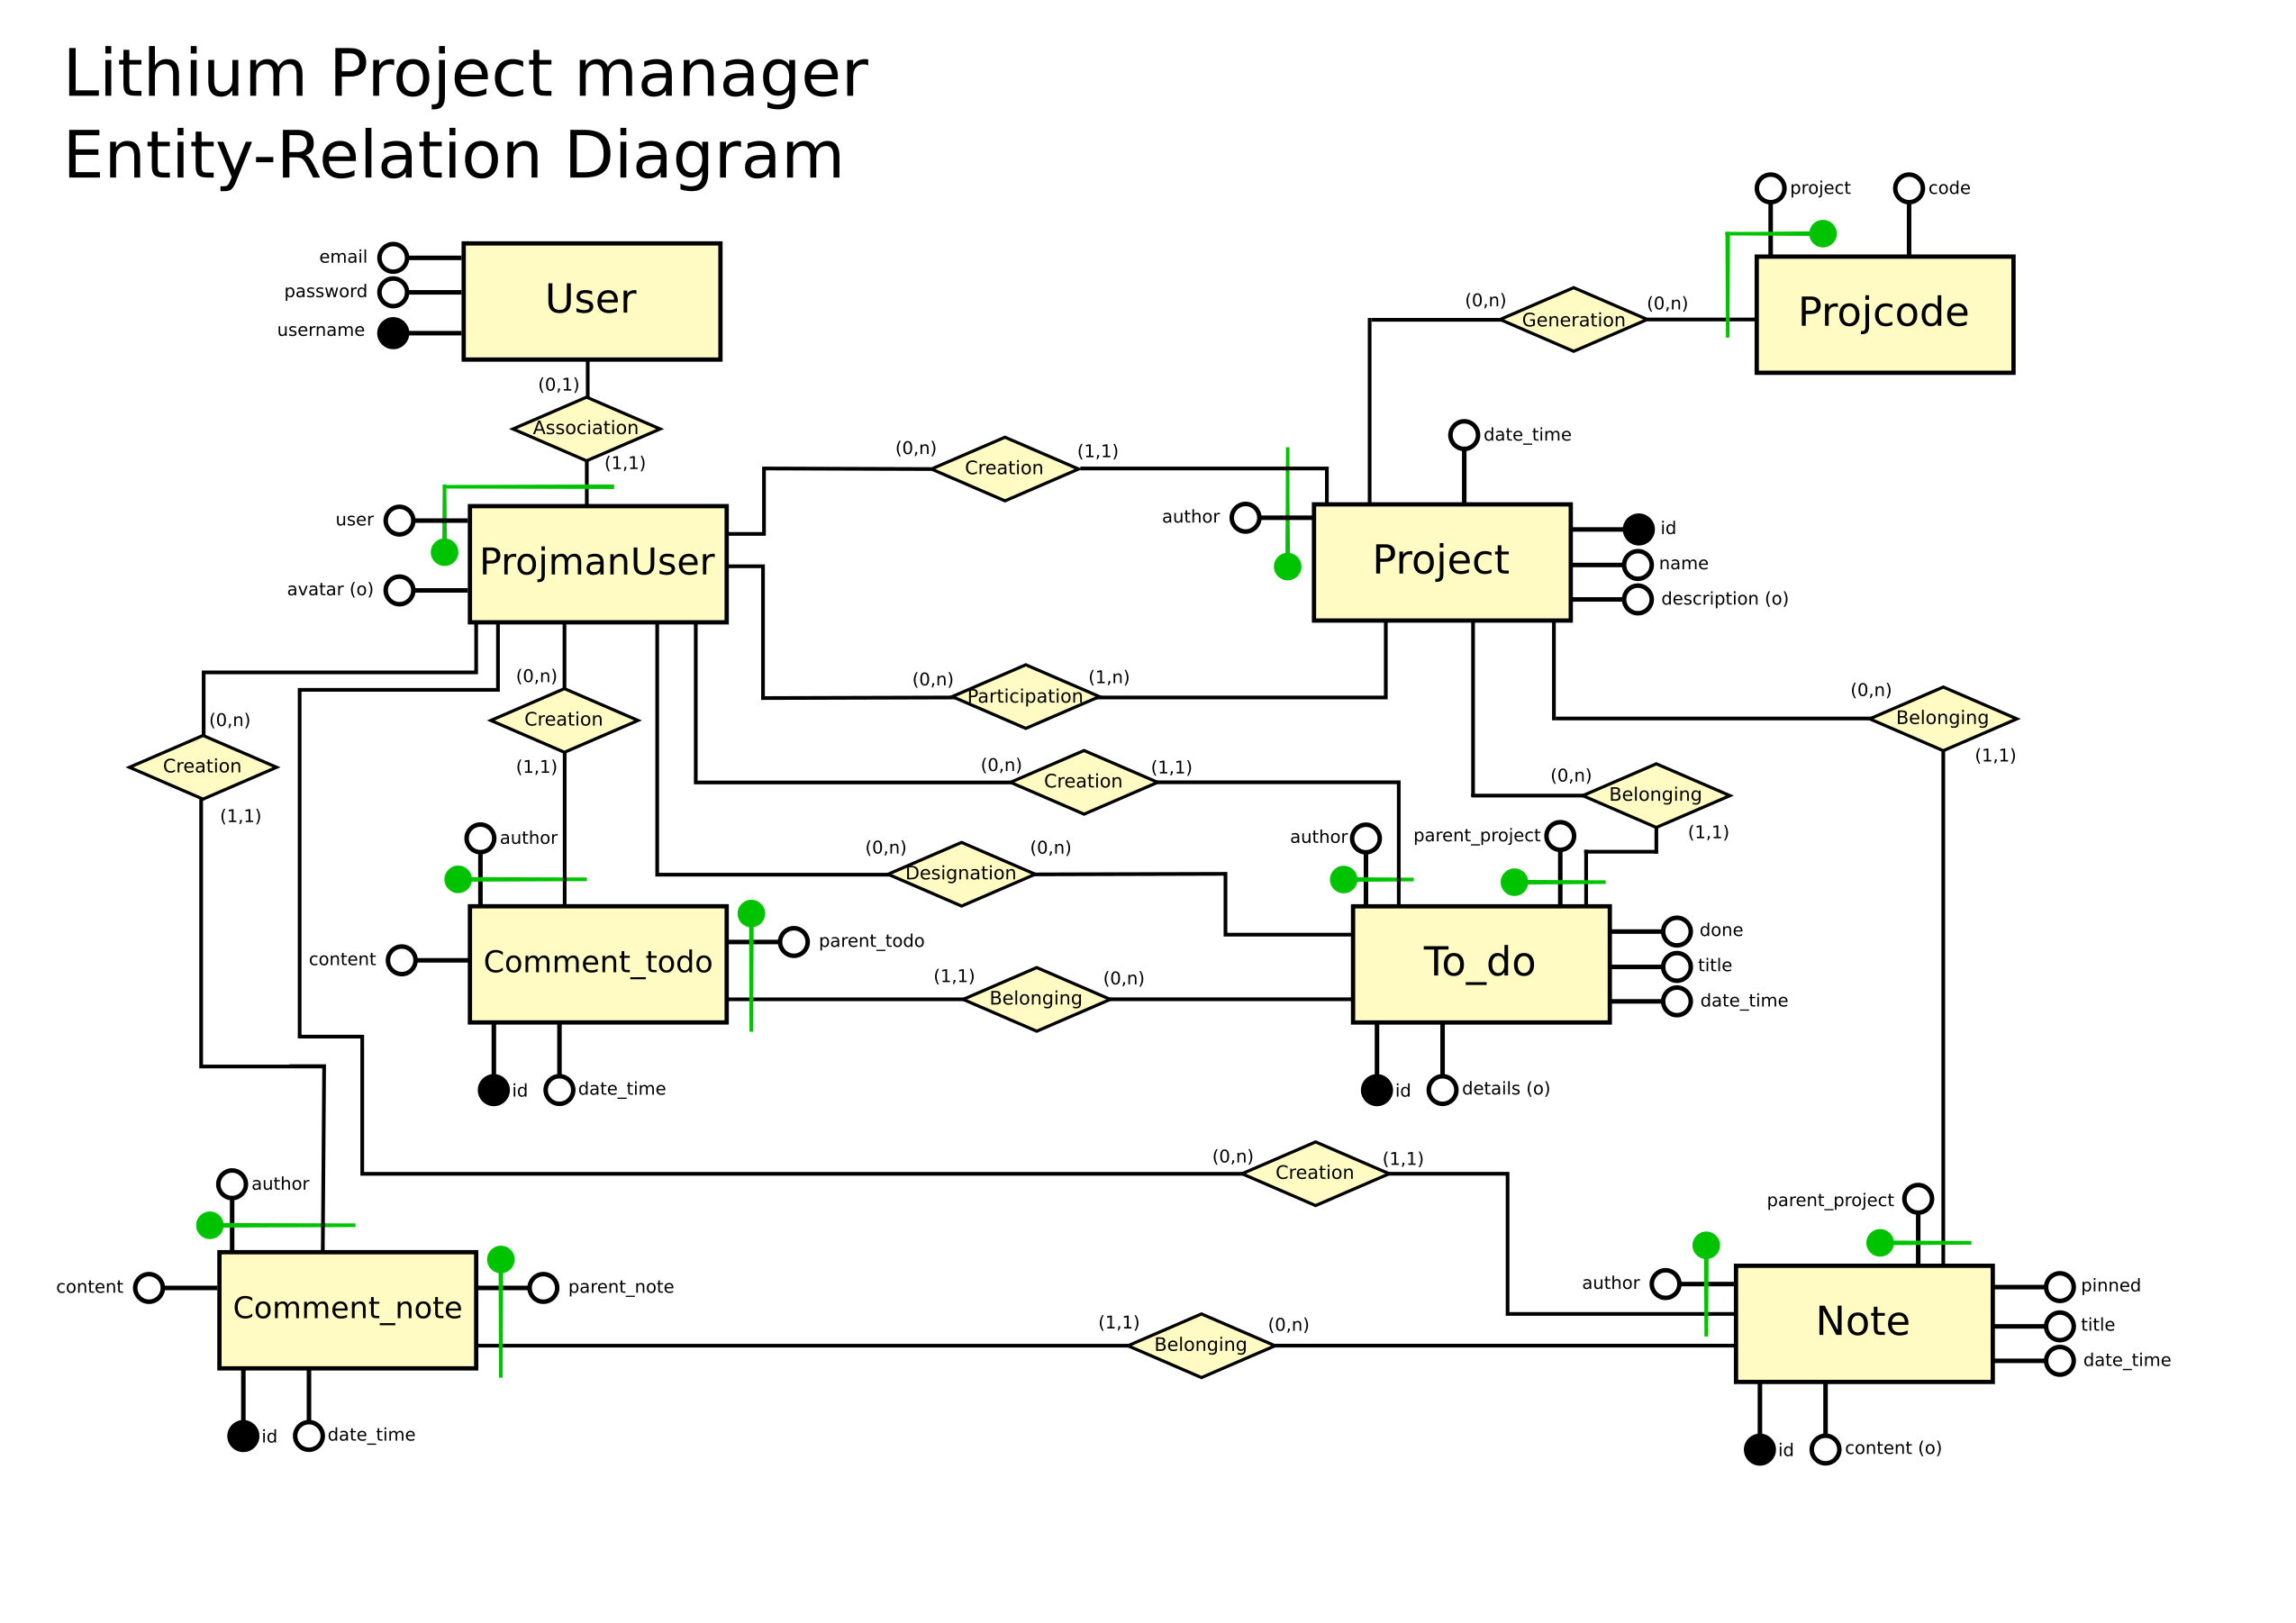 Lithium Project manager
Entity-Relation Diagram
project
code
email
password
username
User
Projcode
(0,n)
Generation
(0,n)
(0,1)
Association
(1,1)
(0,n)
Creation
(1,1)
date_time
user
ProjmanUser
avatar (o)
author
Project
id
name
description (o)
(0,n)
Creation
(1,1)
(0,n)
Participation
(1,n)
(0,n)
Belonging
(1,1)
(0,n)
Creation
(1,1)
(0,n)
Creation
(1,1)
(0,n)
Belonging
(1,1)
author
(0,n)
Designation
(0,n)
author
parent_project
content
Comment_todo
parent_todo
(1,1)
Belonging
(0,n)
To_do
done
title
date_time
id
date_time
id
details (o)
(0,n)
Creation
(1,1)
author
parent_project
content
Comment_note
parent_note
(1,1)
Belonging
(0,n)
author
Note
pinned
title
date_time
id
date_time
id
content (o)